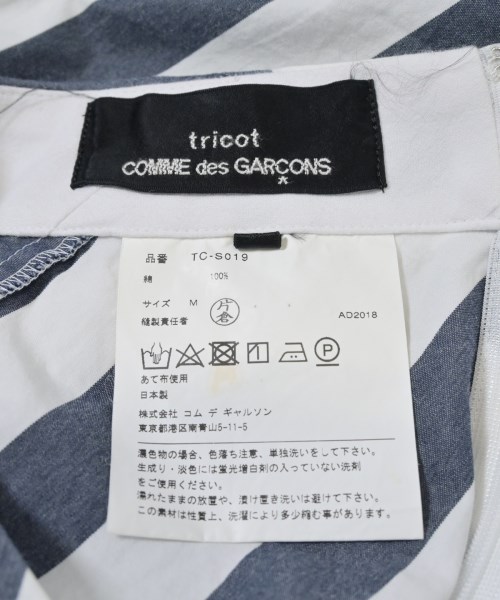 tricot
COMME des GARÇONS
*
品番 TC-S019
綿 100%
サイズ M 片倉
縫製責任者 AD2018
あて布使用
日本製
株式会社 コム デ ギャルソン
東京都港区南青山5-11-5
濃色物の場合、色落ち注意、単独洗いをして下さい。
生成り・淡色には蛍光増白剤の入っていない洗剤
をご使用ください。
濡れたままの放置や、漬け置き洗いは避けて下さい。
この素材は性質上、洗濯により多少縮む事があります。